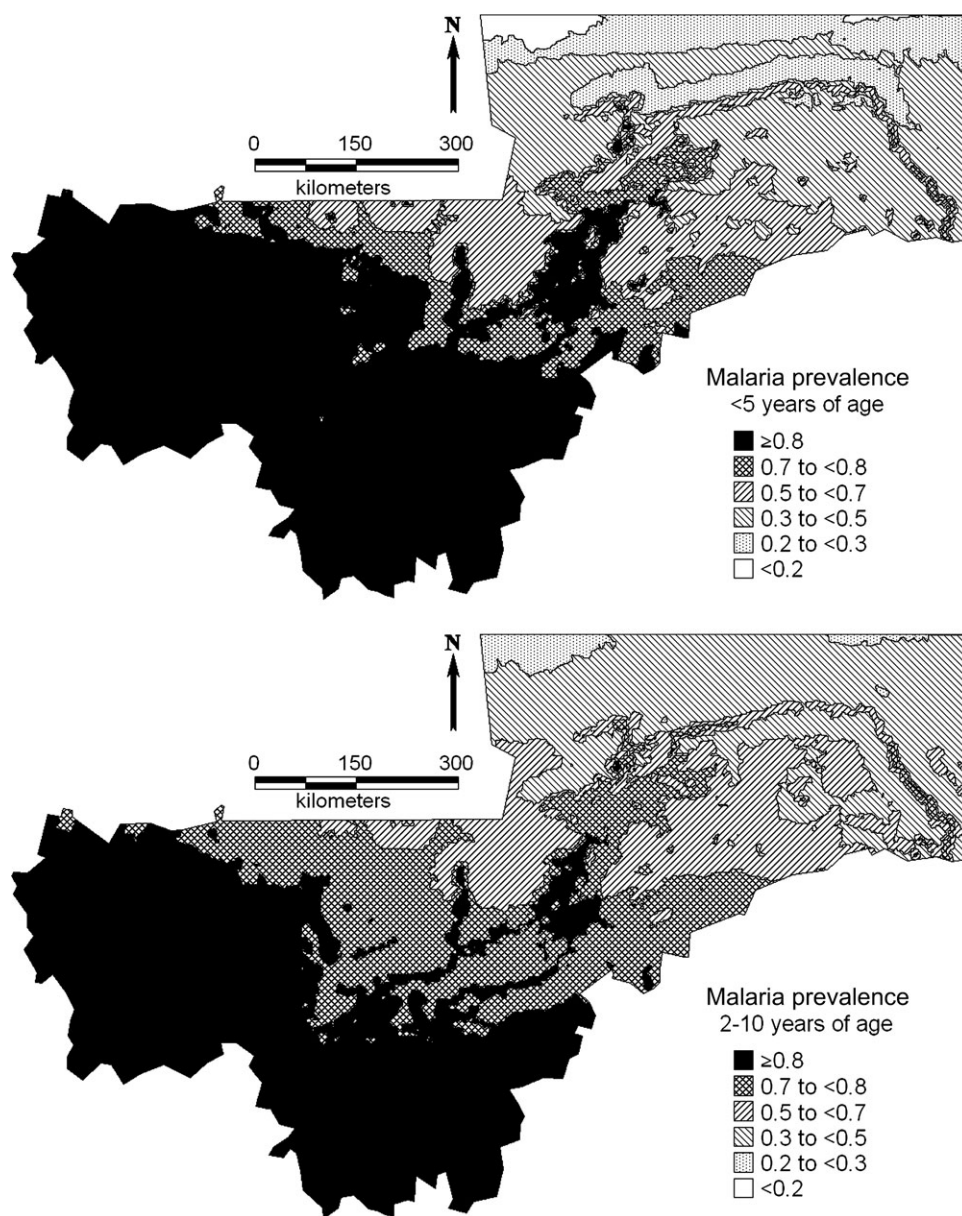 N
0 150 300
kilometers
Malaria prevalence
<5 years of age
≥0.8
0.7 to <0.8
0.5 to <0.7
0.3 to <0.5
0.2 to <0.3
<0.2
N
0 150 300
kilometers
Malaria prevalence
2-10 years of age
≥0.8
0.7 to <0.8
0.5 to <0.7
0.3 to <0.5
0.2 to <0.3
<0.2